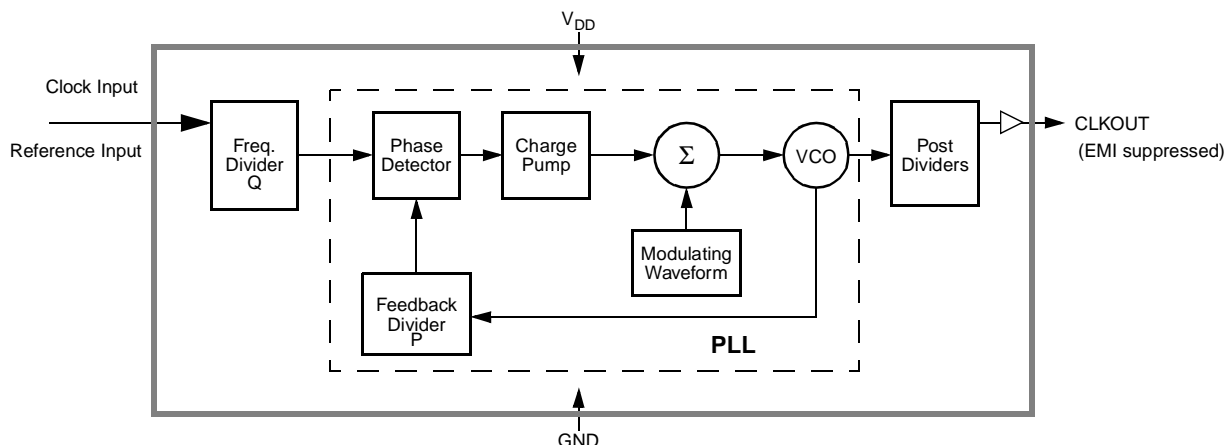 V_DD
Clock Input
Reference Input
Freq.
Divider
Q
Phase
Detector
Charge
Pump
Σ
VCO
Post
Dividers
CLKOUT
(EMI suppressed)
Modulating
Waveform
Feedback
Divider
P
PLL
GND